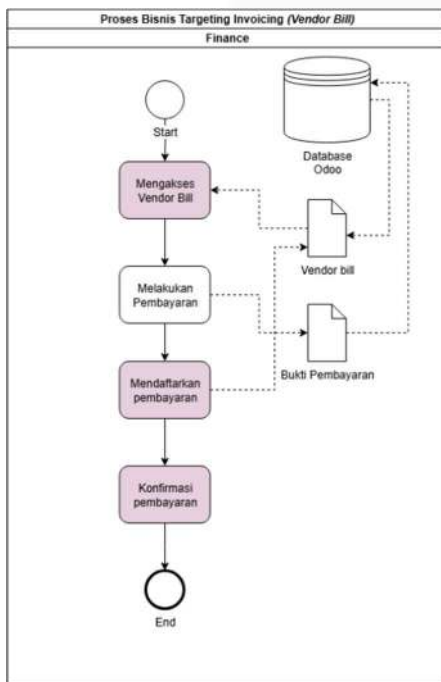 Proses Bisnis Targeting Invoicing (Vendor Bill)
Finance
Start
Database
Odoo
Mengakses
Vendor Bill
Vendor bill
Melakukan
Pembayaran
Bukti Pembayaran
Mendaftarkan
pembayaran
Konfirmasi
pembayaran
End